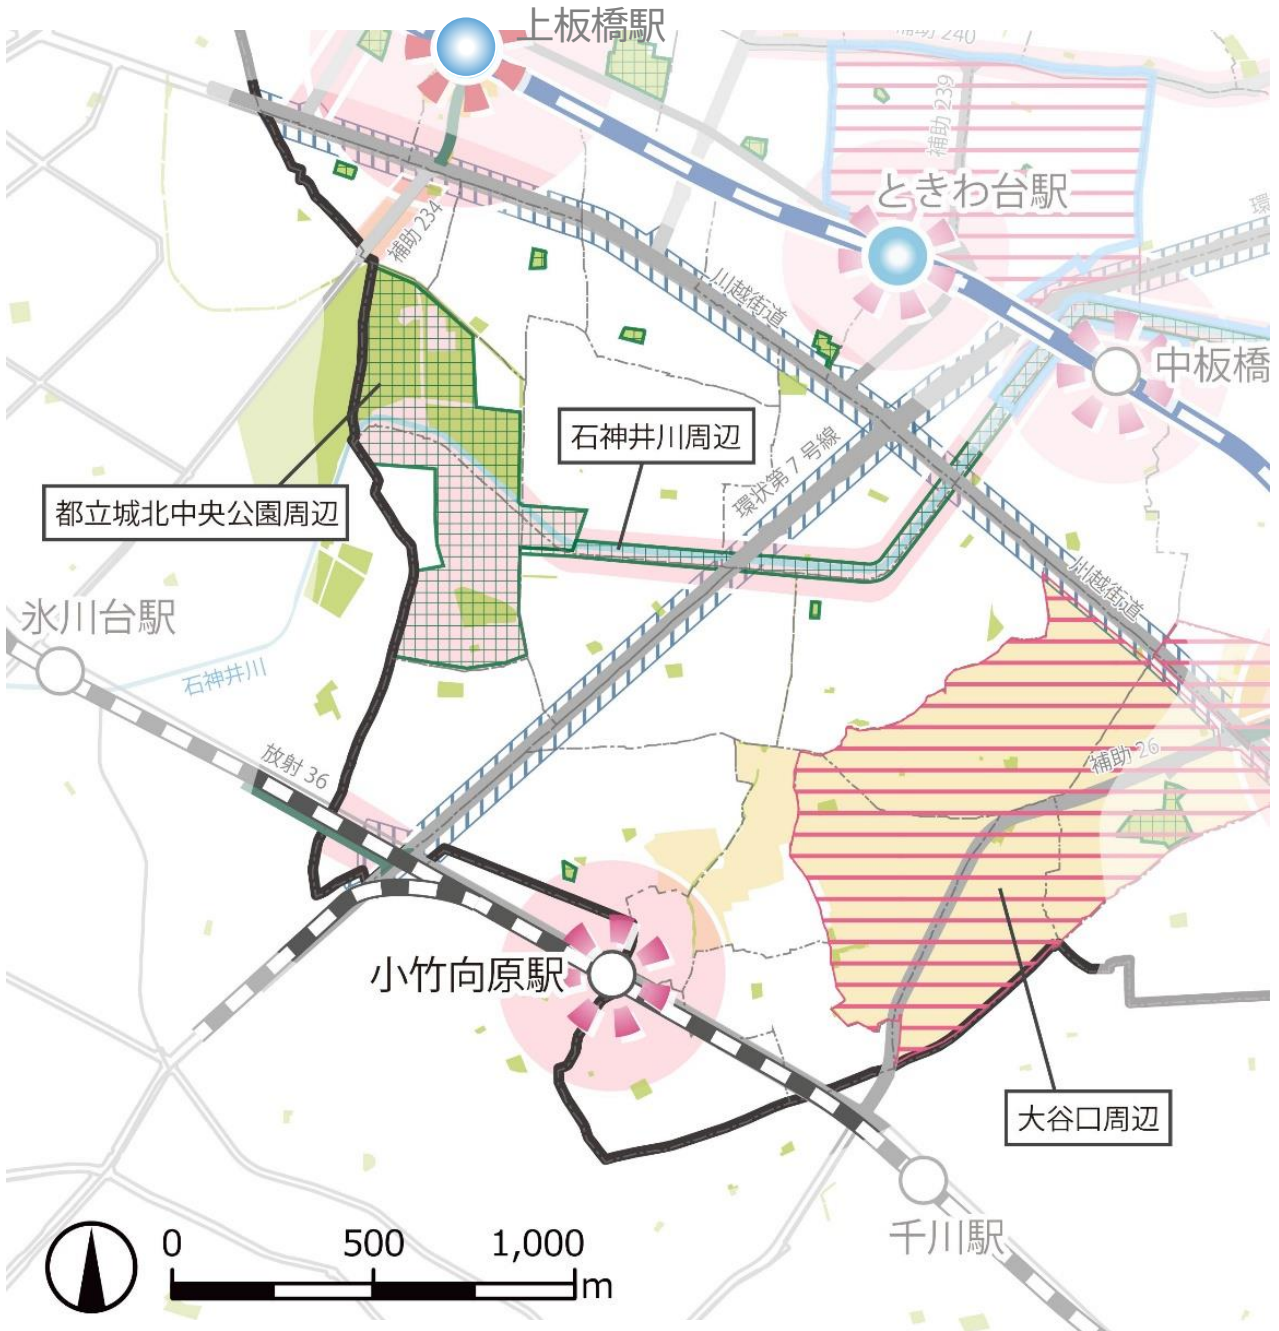 上板橋駅
補助 240
補助 239
ときわ台駅
環
補助 234
川越街道
中板橋
石神井川周辺
環状第 7 号線
都立城北中央公園周辺
川越街道
氷川台駅
石神井川
放射 36
補助 26
小竹向原駅
大谷口周辺
千川駅
0 500 1,000
m